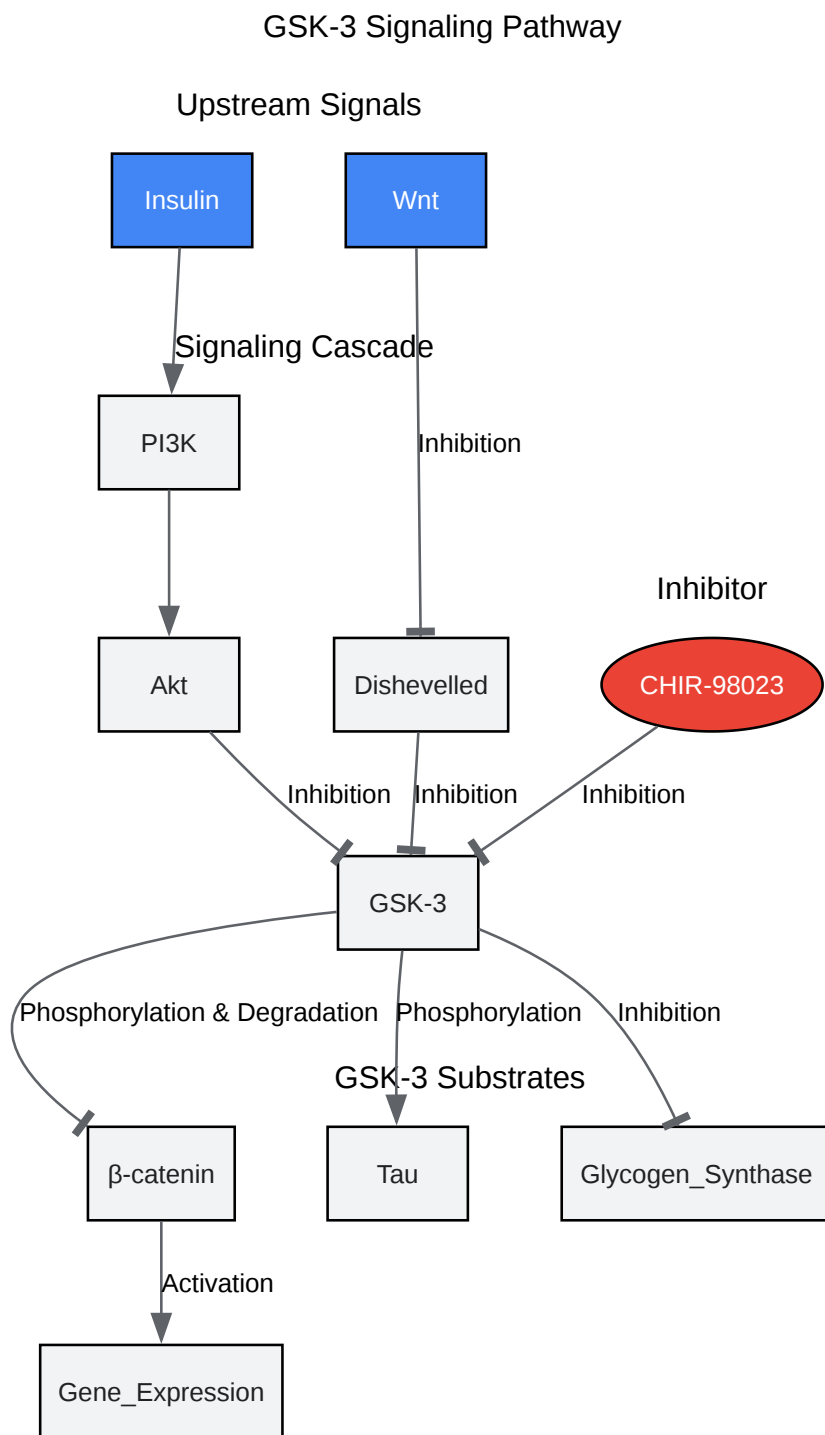 GSK-3 Signaling Pathway
Upstream Signals
Insulin
Wnt
Signaling Cascade
PI3K
Inhibition
Inhibitor
Akt
Dishevelled
CHIR-98023
Inhibition
Inhibition
Inhibition
GSK-3
Phosphorylation & Degradation
Phosphorylation
Inhibition
GSK-3 Substrates
β-catenin
Tau
Glycogen_Synthase
Activation
Gene_Expression